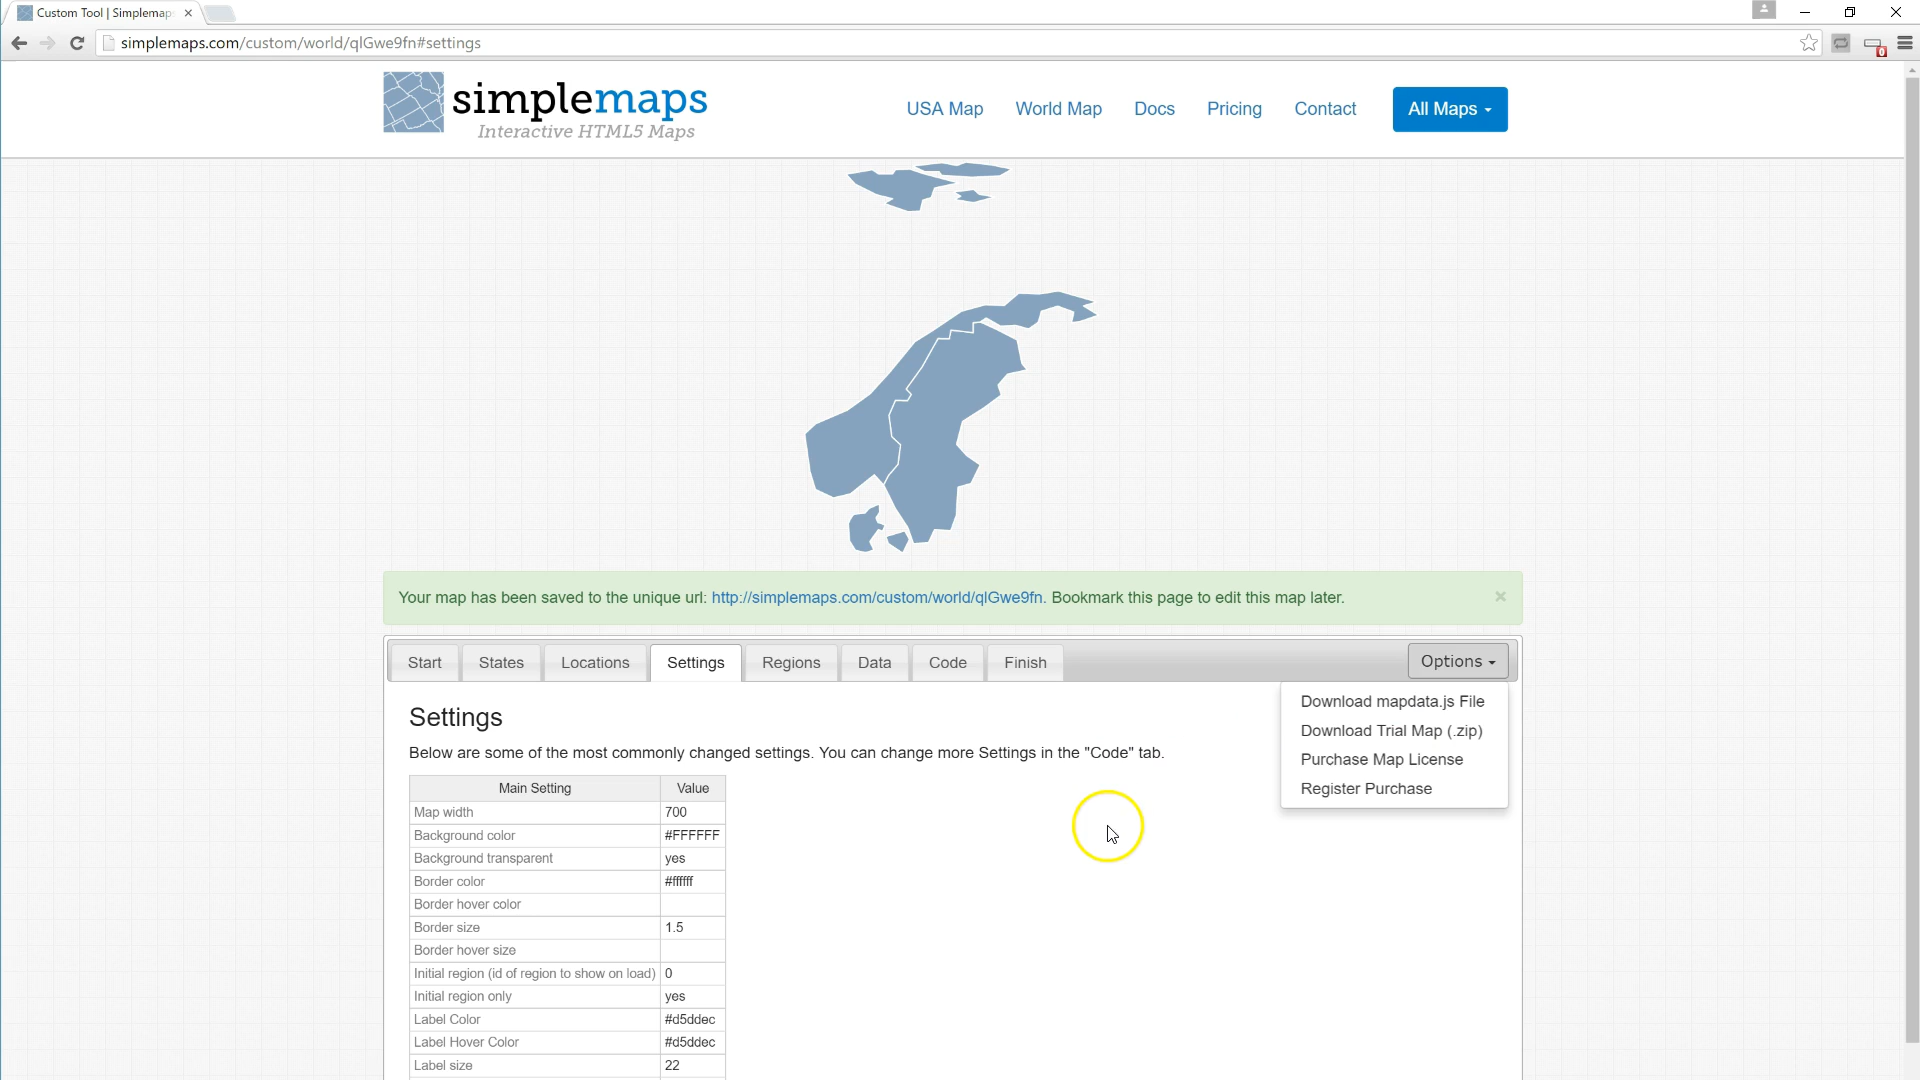 Custom Tool | Simplemap
simplemaps.com/custom/world/qlGwe9fn#settings
0
simplemaps
Interactive HTML5 Maps
USA Map World Map Docs Pricing Contact All Maps
Your map has been saved to the unique url: http://simplemaps.com/custom/world/qlGwe9fn. Bookmark this page to edit this map later. ×
Start States Locations Settings Regions Data Code Finish Options
Download mapdata.js File
Download Trial Map (.zip)
Purchase Map License
Register Purchase
Settings
Below are some of the most commonly changed settings. You can change more Settings in the "Code" tab.
Main Setting Value
Map width 700
Background color #FFFFFF
Background transparent yes
Border color #ffffff
Border hover color
Border size 1.5
Border hover size
Initial region (id of region to show on load) 0
Initial region only yes
Label Color #d5ddec
Label Hover Color #d5ddec
Label size 22